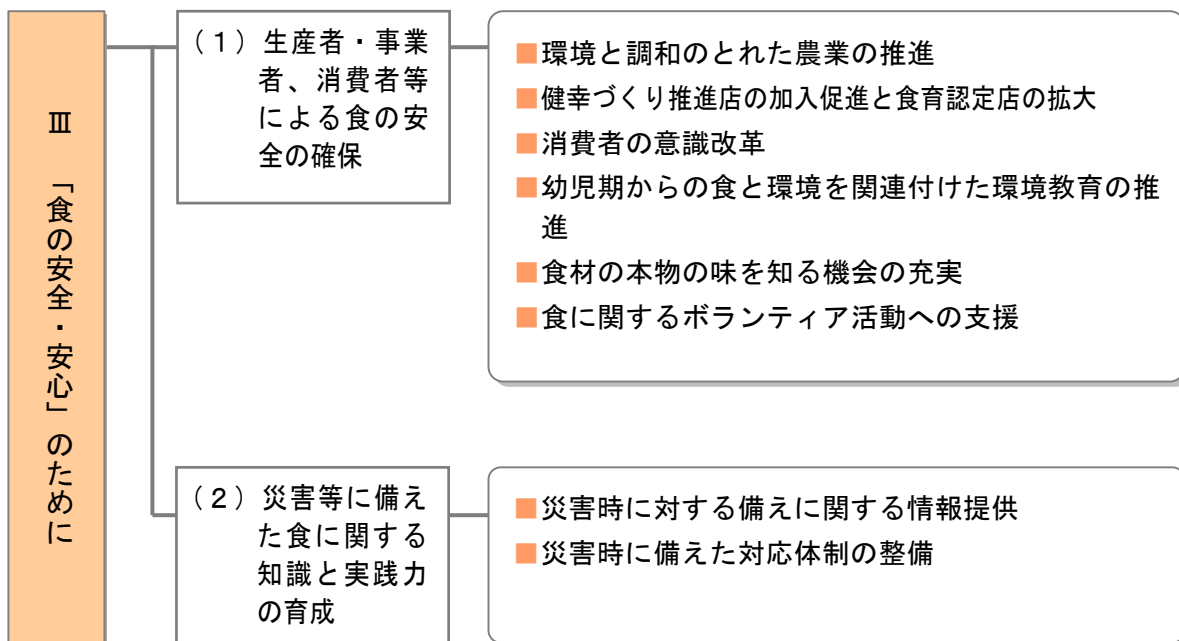 Ⅲ 「食の安全・安心」のために
（１）生産者・事業
者、消費者等
による食の安
全の確保
■環境と調和のとれた農業の推進
■健幸づくり推進店の加入促進と食育認定店の拡大
■消費者の意識改革
■幼児期からの食と環境を関連付けた環境教育の推
進
■食材の本物の味を知る機会の充実
■食に関するボランティア活動への支援
（２）災害等に備え
た食に関する
知識と実践力
の育成
■災害時に対する備えに関する情報提供
■災害時に備えた対応体制の整備